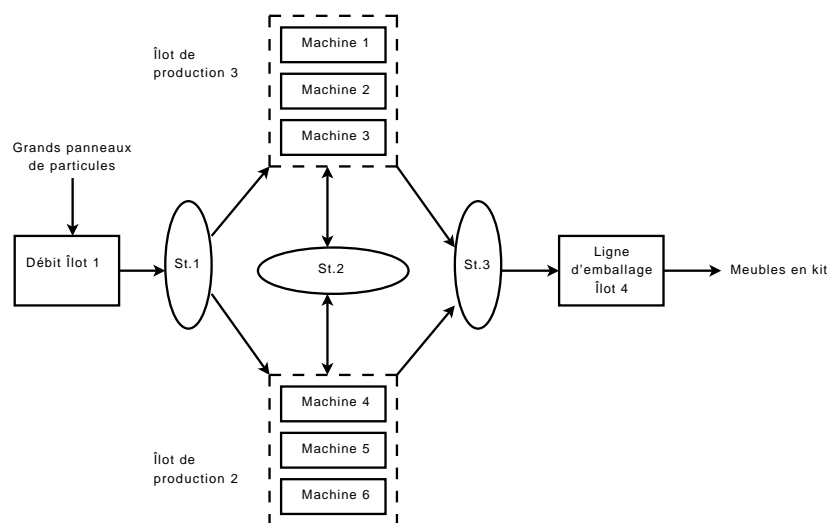 Îlot de
production 3
Machine 1
Machine 2
Machine 3
Grands panneaux
de particules
Débit Îlot 1
St.1
St.2
St.3
Ligne
d'emballage
Îlot 4
Meubles en kit
Machine 4
Machine 5
Machine 6
Îlot de
production 2